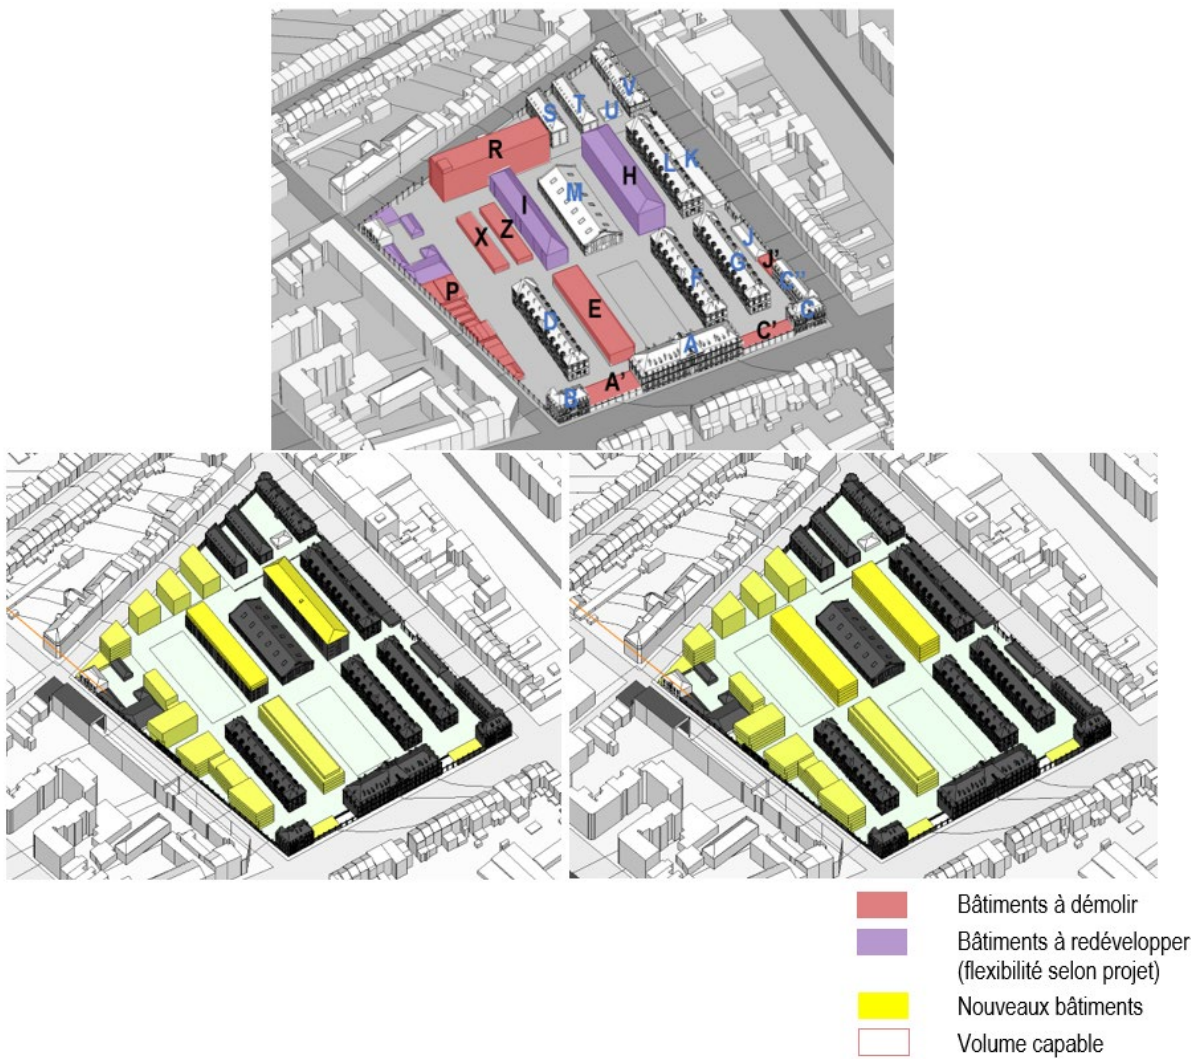 V
S
T
U
R
L
K
H
I
M
Z
X
J
J'
G
C''
F
P
E
C
D
C'
A
A'
B
Bâtiments à démolir
Bâtiments à redévelopper
(flexibilité selon projet)
Nouveaux bâtiments
Volume capable